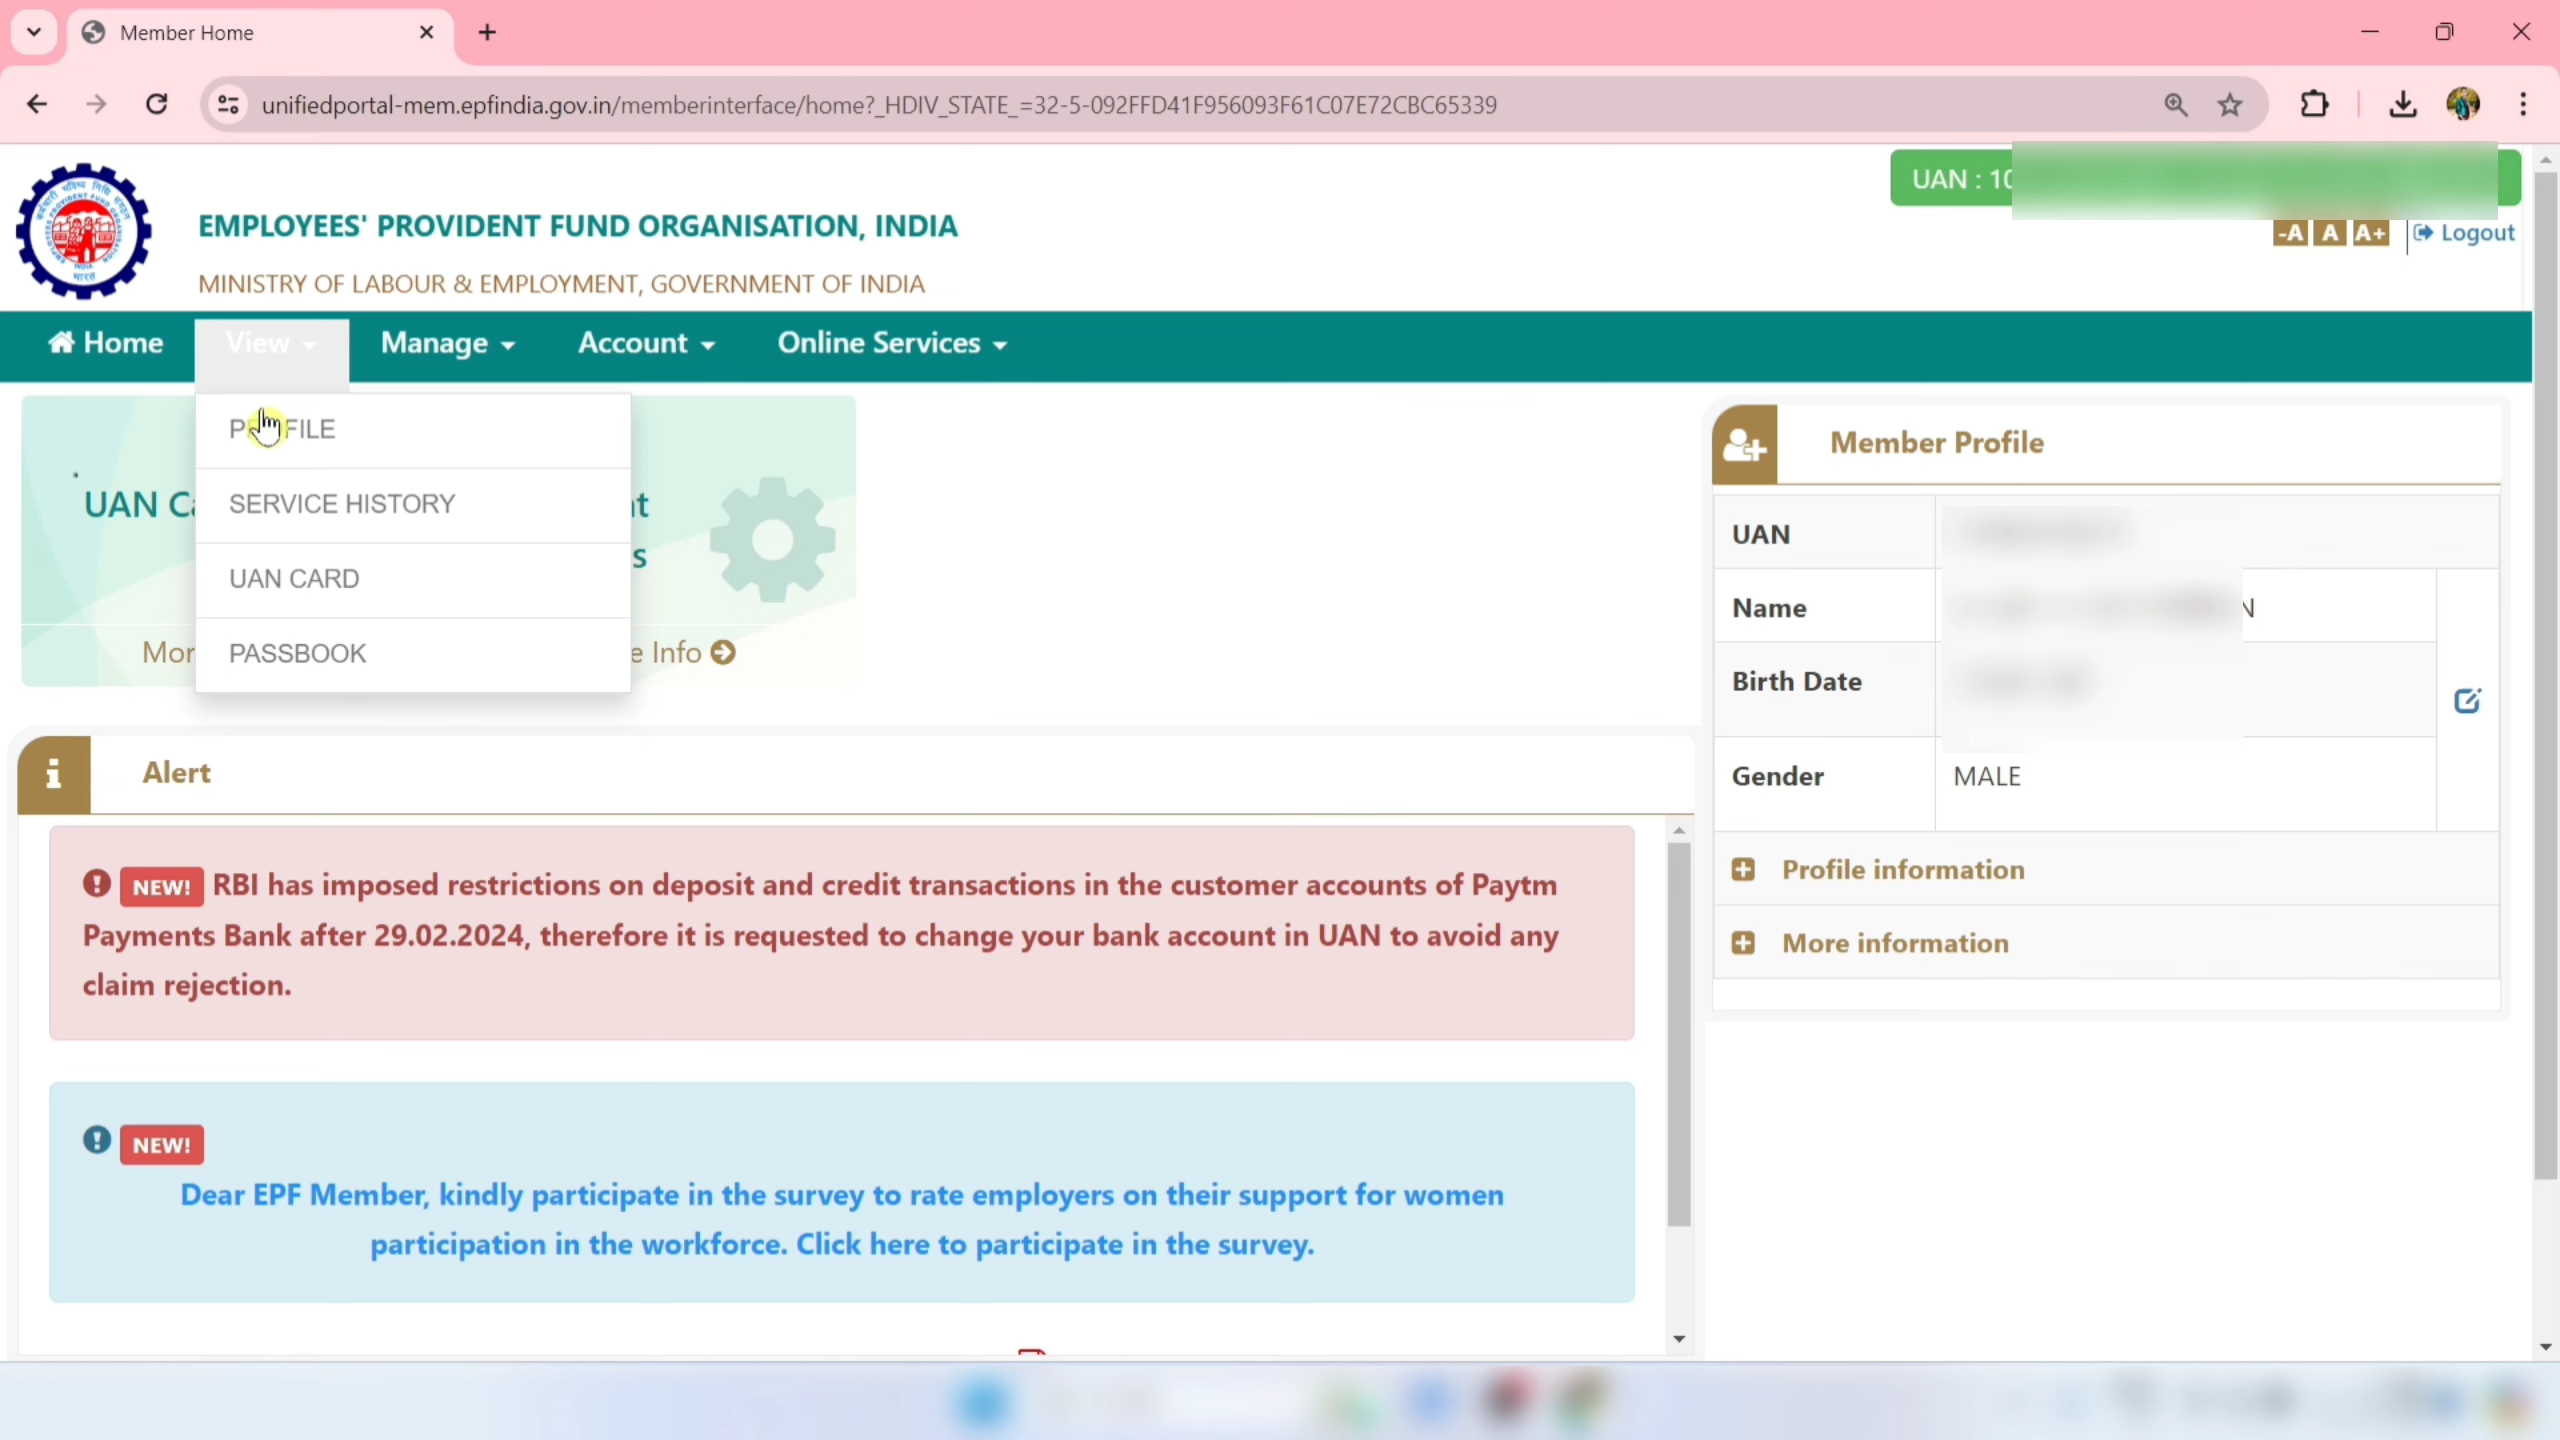 Member Home
unifiedportal-mem.epfindia.gov.in/memberinterface/home?_HDIV_STATE_=32-5-092FFD41F956093F61C07E72CBC65339
UAN : 10
EMPLOYEES' PROVIDENT FUND ORGANISATION, INDIA
MINISTRY OF LABOUR & EMPLOYMENT, GOVERNMENT OF INDIA
-A A A+ Logout
Home View Manage Account Online Services
PROFILE
SERVICE HISTORY
UAN CARD
PASSBOOK
UAN
Info
Member Profile
UAN
Name N
Birth Date
Gender MALE
Profile information
More information
Alert
NEW! RBI has imposed restrictions on deposit and credit transactions in the customer accounts of Paytm
Payments Bank after 29.02.2024, therefore it is requested to change your bank account in UAN to avoid any
claim rejection.
NEW!
Dear EPF Member, kindly participate in the survey to rate employers on their support for women
participation in the workforce. Click here to participate in the survey.